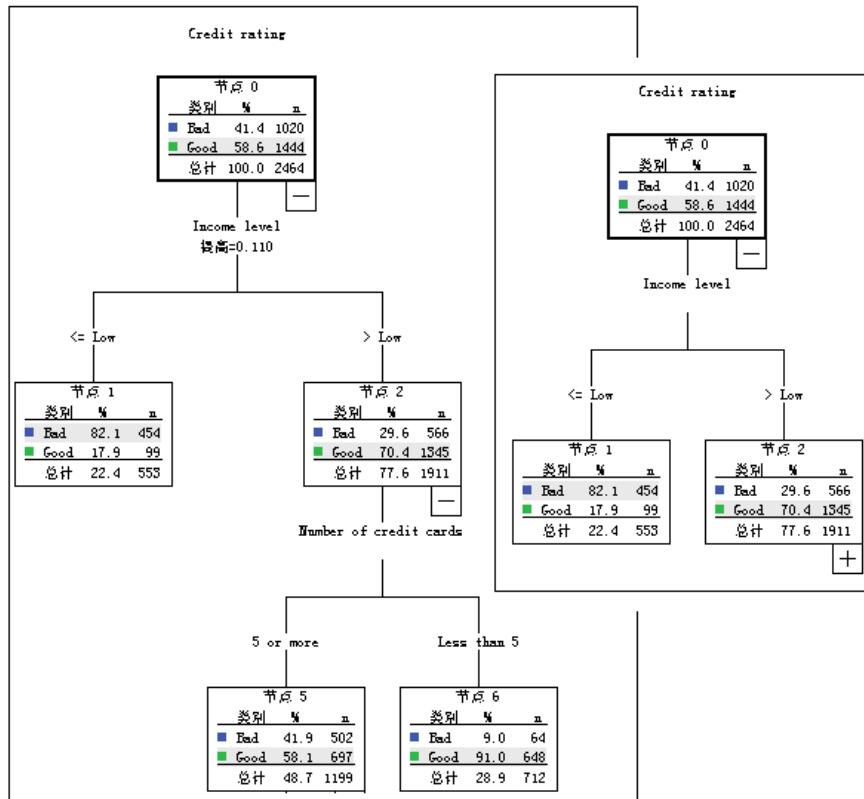 Credit rating
节点 0
类别 % n
Bad 41.4 1020
Good 58.6 1444
总计 100.0 2464
Income level
提高=0.110
<= Low
> Low
节点 1
类别 % n
Bad 82.1 454
Good 17.9 99
总计 22.4 553
节点 2
类别 % n
Bad 29.6 566
Good 70.4 1345
总计 77.6 1911
Number of credit cards
5 or more
Less than 5
节点 5
类别 % n
Bad 41.9 502
Good 58.1 697
总计 48.7 1199
节点 6
类别 % n
Bad 9.0 64
Good 91.0 648
总计 28.9 712
Credit rating
节点 0
类别 % n
Bad 41.4 1020
Good 58.6 1444
总计 100.0 2464
Income level
<= Low
> Low
节点 1
类别 % n
Bad 82.1 454
Good 17.9 99
总计 22.4 553
节点 2
类别 % n
Bad 29.6 566
Good 70.4 1345
总计 77.6 1911